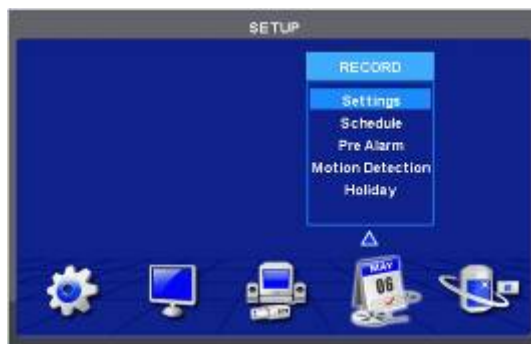 SETUP
RECORD
Settings
Schedule
Pre Alarm
Motion Detection
Holiday
MAY
06